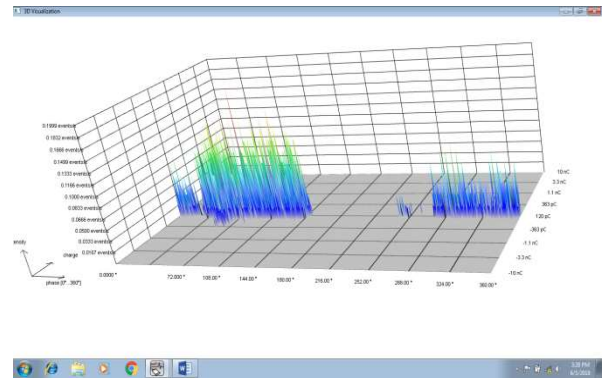 3D Visualization
0.1999 events/s
0.1832 events/s
0.1666 events/s
0.1499 events/s
0.1333 events/s
0.1166 events/s
0.1000 events/s
0.0833 events/s
0.0666 events/s
0.0500 events/s
0.0333 events/s
0.0167 events/s
10 nC
3.3 nC
1.1 nC
363 pC
120 pC
-363 pC
-1.1 nC
-3.3 nC
-10 nC
charge
phase [0°...360°]
0.0000 °
72.000 °
108.00 °
144.00 °
180.00 °
216.00 °
252.00 °
288.00 °
324.00 °
360.00 °
3:28 PM